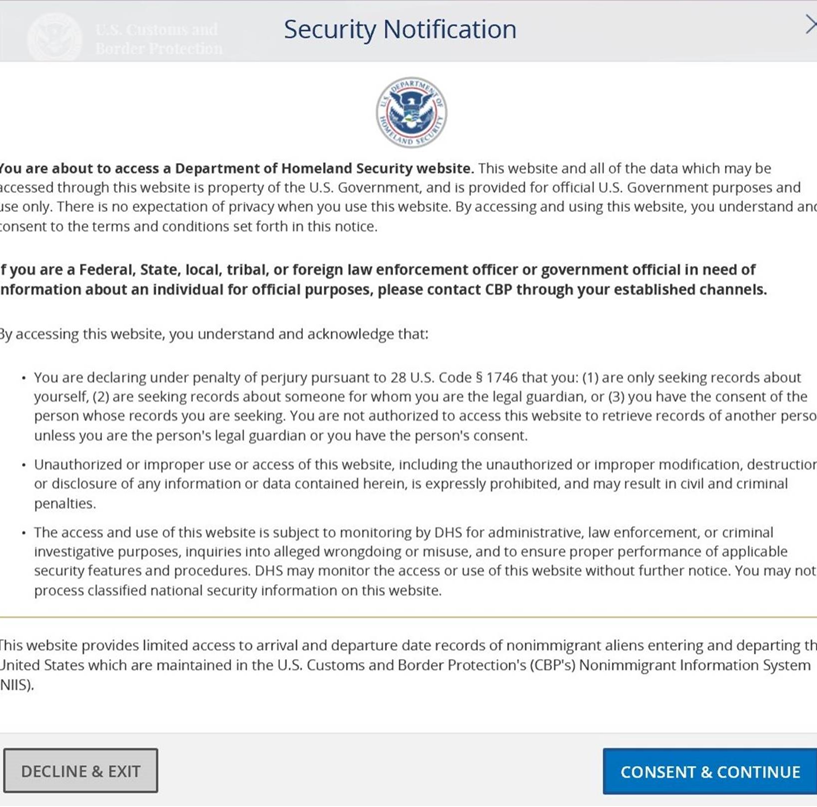 U.S. Customs and
Border Protection
Security Notification
U.S. DEPARTMENT OF HOMELAND SECURITY
You are about to access a Department of Homeland Security website. This website and all of the data which may be
accessed through this website is property of the U.S. Government, and is provided for official U.S. Government purposes and
use only. There is no expectation of privacy when you use this website. By accessing and using this website, you understand and
consent to the terms and conditions set forth in this notice.
If you are a Federal, State, local, tribal, or foreign law enforcement officer or government official in need of
information about an individual for official purposes, please contact CBP through your established channels.
By accessing this website, you understand and acknowledge that:
• You are declaring under penalty of perjury pursuant to 28 U.S. Code § 1746 that you: (1) are only seeking records about
yourself, (2) are seeking records about someone for whom you are the legal guardian, or (3) you have the consent of the
person whose records you are seeking. You are not authorized to access this website to retrieve records of another perso
unless you are the person's legal guardian or you have the person's consent.
• Unauthorized or improper use or access of this website, including the unauthorized or improper modification, destruction
or disclosure of any information or data contained herein, is expressly prohibited, and may result in civil and criminal
penalties.
• The access and use of this website is subject to monitoring by DHS for administrative, law enforcement, or criminal
investigative purposes, inquiries into alleged wrongdoing or misuse, and to ensure proper performance of applicable
security features and procedures. DHS may monitor the access or use of this website without further notice. You may not
process classified national security information on this website.
This website provides limited access to arrival and departure date records of nonimmigrant aliens entering and departing th
United States which are maintained in the U.S. Customs and Border Protection's (CBP's) Nonimmigrant Information System
(NIIS).
DECLINE & EXIT
CONSENT & CONTINUE